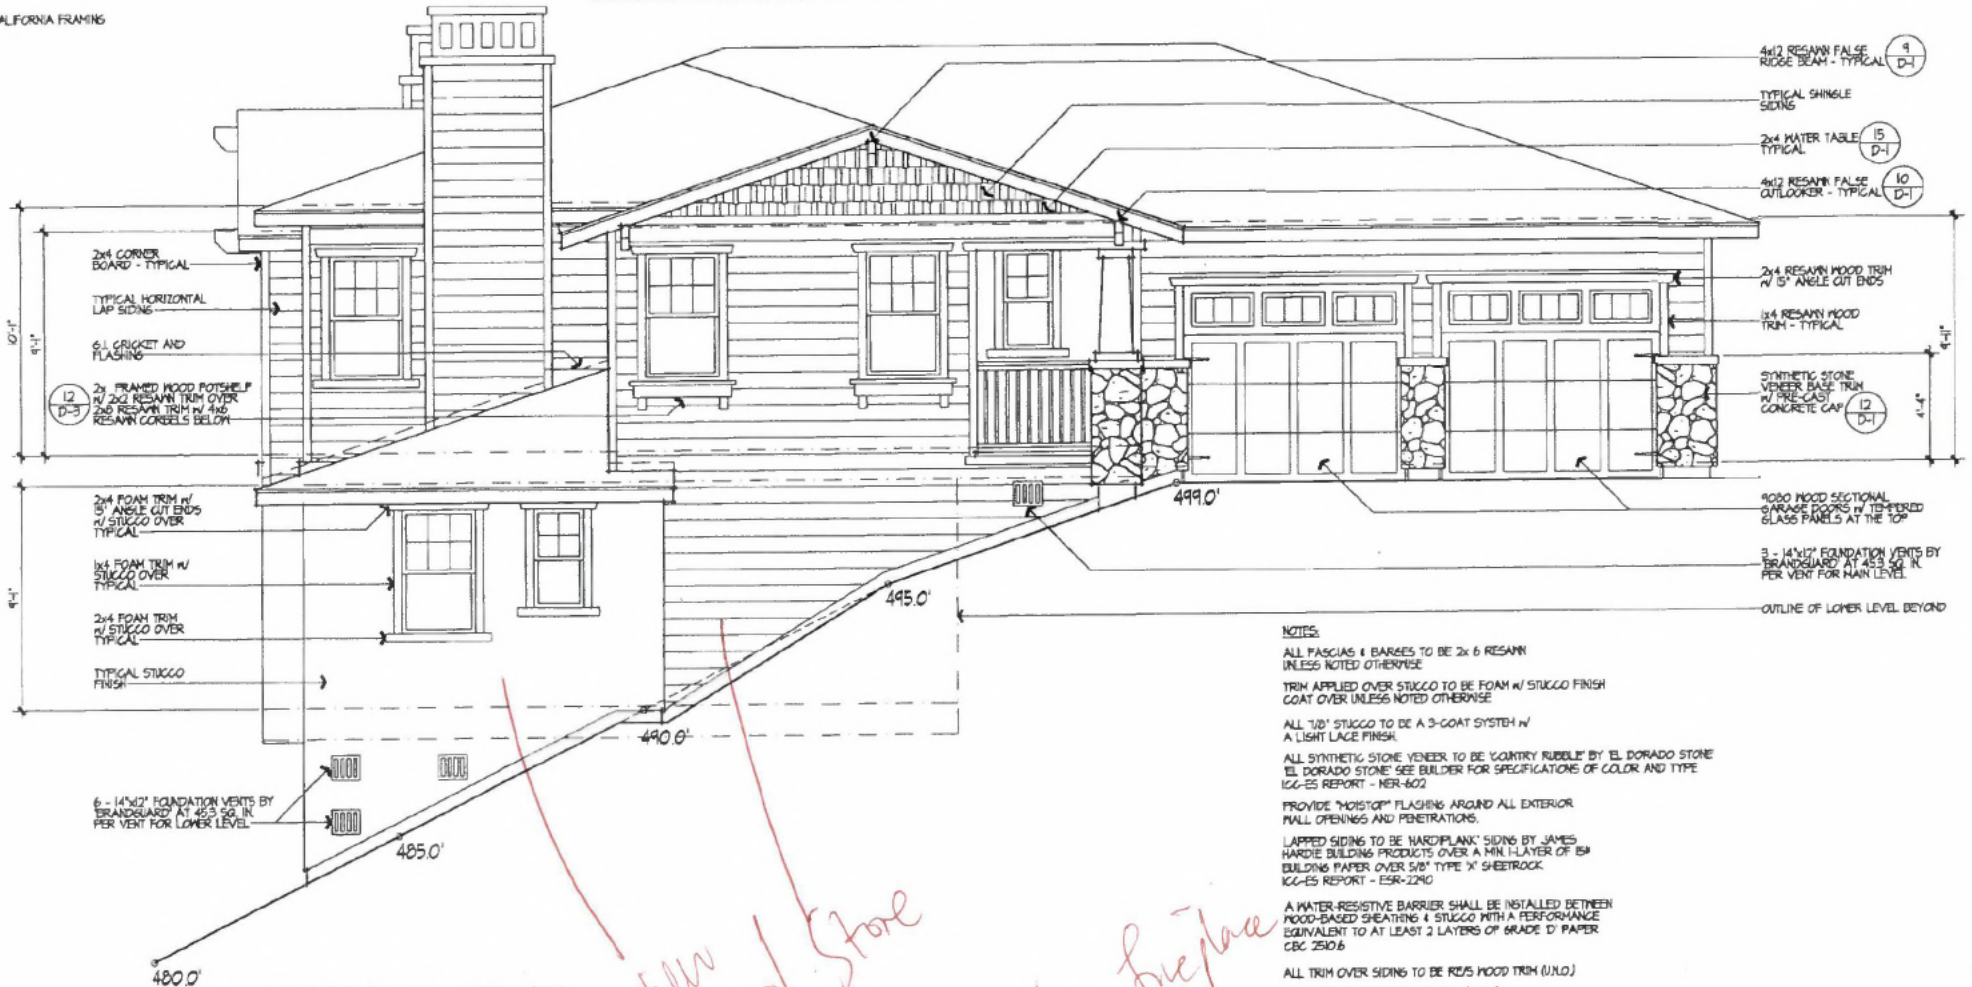 CALIFORNIA FRAMING
4x12 RESAWN FALSE
RIDGE BEAM - TYPICAL
9
D-1
TYPICAL SHINGLE
SIDING
2x4 WATER TABLE
TYPICAL
15
D-1
4x12 RESAWN FALSE
OUTLOOKER - TYPICAL
10
D-1
2x4 CORNER
BOARD - TYPICAL
TYPICAL HORIZONTAL
LAP SIDING
G.I. CRICKET AND
FLASHING
2x FRAMED WOOD POTSHELF
W/ 2x2 RESAWN TRIM OVER
2x8 RESAWN TRIM W/ 4x6
RESAWN CORBELS BELOW
12
D-3
10'-1"
9'-1"
2x4 RESAWN WOOD TRIM
W/ 15° ANGLE CUT ENDS
1x4 RESAWN WOOD
TRIM - TYPICAL
SYNTHETIC STONE
VENEER BASE TRIM
W/ PRE-CAST
CONCRETE CAP
12
D-1
9'-11"
4'-4"
2x4 FOAM TRIM W/
15° ANGLE CUT ENDS
W/ STUCCO OVER
TYPICAL
1x4 FOAM TRIM W/
STUCCO OVER
TYPICAL
2x4 FOAM TRIM
W/ STUCCO OVER
TYPICAL
TYPICAL STUCCO
FINISH
9'-1"
6 - 14"x12" FOUNDATION VENTS BY
'BRANDGUARD' AT 45.3 SQ. IN.
PER VENT FOR LOWER LEVEL
499.0'
495.0'
490.0'
485.0'
480.0'
9080 WOOD SECTIONAL
GARAGE DOORS W/ TEMPERED
GLASS PANELS AT THE TOP
3 - 14"x12" FOUNDATION VENTS BY
'BRANDGUARD' AT 45.3 SQ. IN.
PER VENT FOR MAIN LEVEL
OUTLINE OF LOWER LEVEL BEYOND
NOTES:
ALL FASCIAS & BARGES TO BE 2x 6 RESAWN
UNLESS NOTED OTHERWISE
TRIM APPLIED OVER STUCCO TO BE FOAM W/ STUCCO FINISH
COAT OVER UNLESS NOTED OTHERWISE
ALL 7/8" STUCCO TO BE A 3-COAT SYSTEM W/
A LIGHT LACE FINISH.
ALL SYNTHETIC STONE VENEER TO BE 'COUNTRY RUBBLE' BY 'EL DORADO STONE'
'EL DORADO STONE' SEE BUILDER FOR SPECIFICATIONS OF COLOR AND TYPE
ICC-ES REPORT - NER-602
PROVIDE "MOISTOP" FLASHING AROUND ALL EXTERIOR
WALL OPENINGS AND PENETRATIONS.
LAPPED SIDING TO BE 'HARDIPLANK' SIDING BY JAMES
HARDIE BUILDING PRODUCTS OVER A MIN. 1-LAYER OF 15#
BUILDING PAPER OVER 5/8" TYPE 'X' SHEETROCK
ICC-ES REPORT - ESR-2290
A WATER-RESISTIVE BARRIER SHALL BE INSTALLED BETWEEN
WOOD-BASED SHEATHING & STUCCO WITH A PERFORMANCE
EQUIVALENT TO AT LEAST 2 LAYERS OF GRADE 'D' PAPER
CBC 2510.6
ALL TRIM OVER SIDING TO BE RE/S WOOD TRIM (U.N.O.)
Stone
fireplace